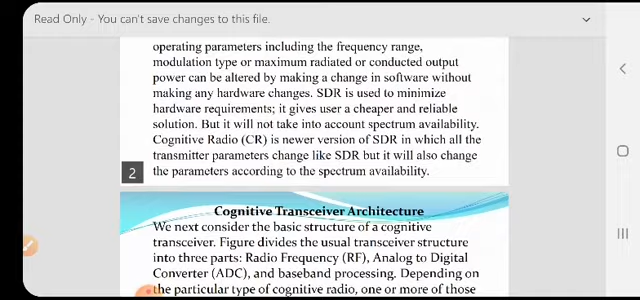 Read Only - You can't save changes to this file.
operating parameters including the frequency range,
modulation type or maximum radiated or conducted output
power can be altered by making a change in software without
making any hardware changes. SDR is used to minimize
hardware requirements; it gives user a cheaper and reliable
solution. But it will not take into account spectrum availability.
Cognitive Radio (CR) is newer version of SDR in which all the
transmitter parameters change like SDR but it will also change
the parameters according to the spectrum availability.
2
Cognitive Transceiver Architecture
We next consider the basic structure of a cognitive
transceiver. Figure divides the usual transceiver structure
into three parts: Radio Frequency (RF), Analog to Digital
Converter (ADC), and baseband processing. Depending on
the particular type of cognitive radio, one or more of those